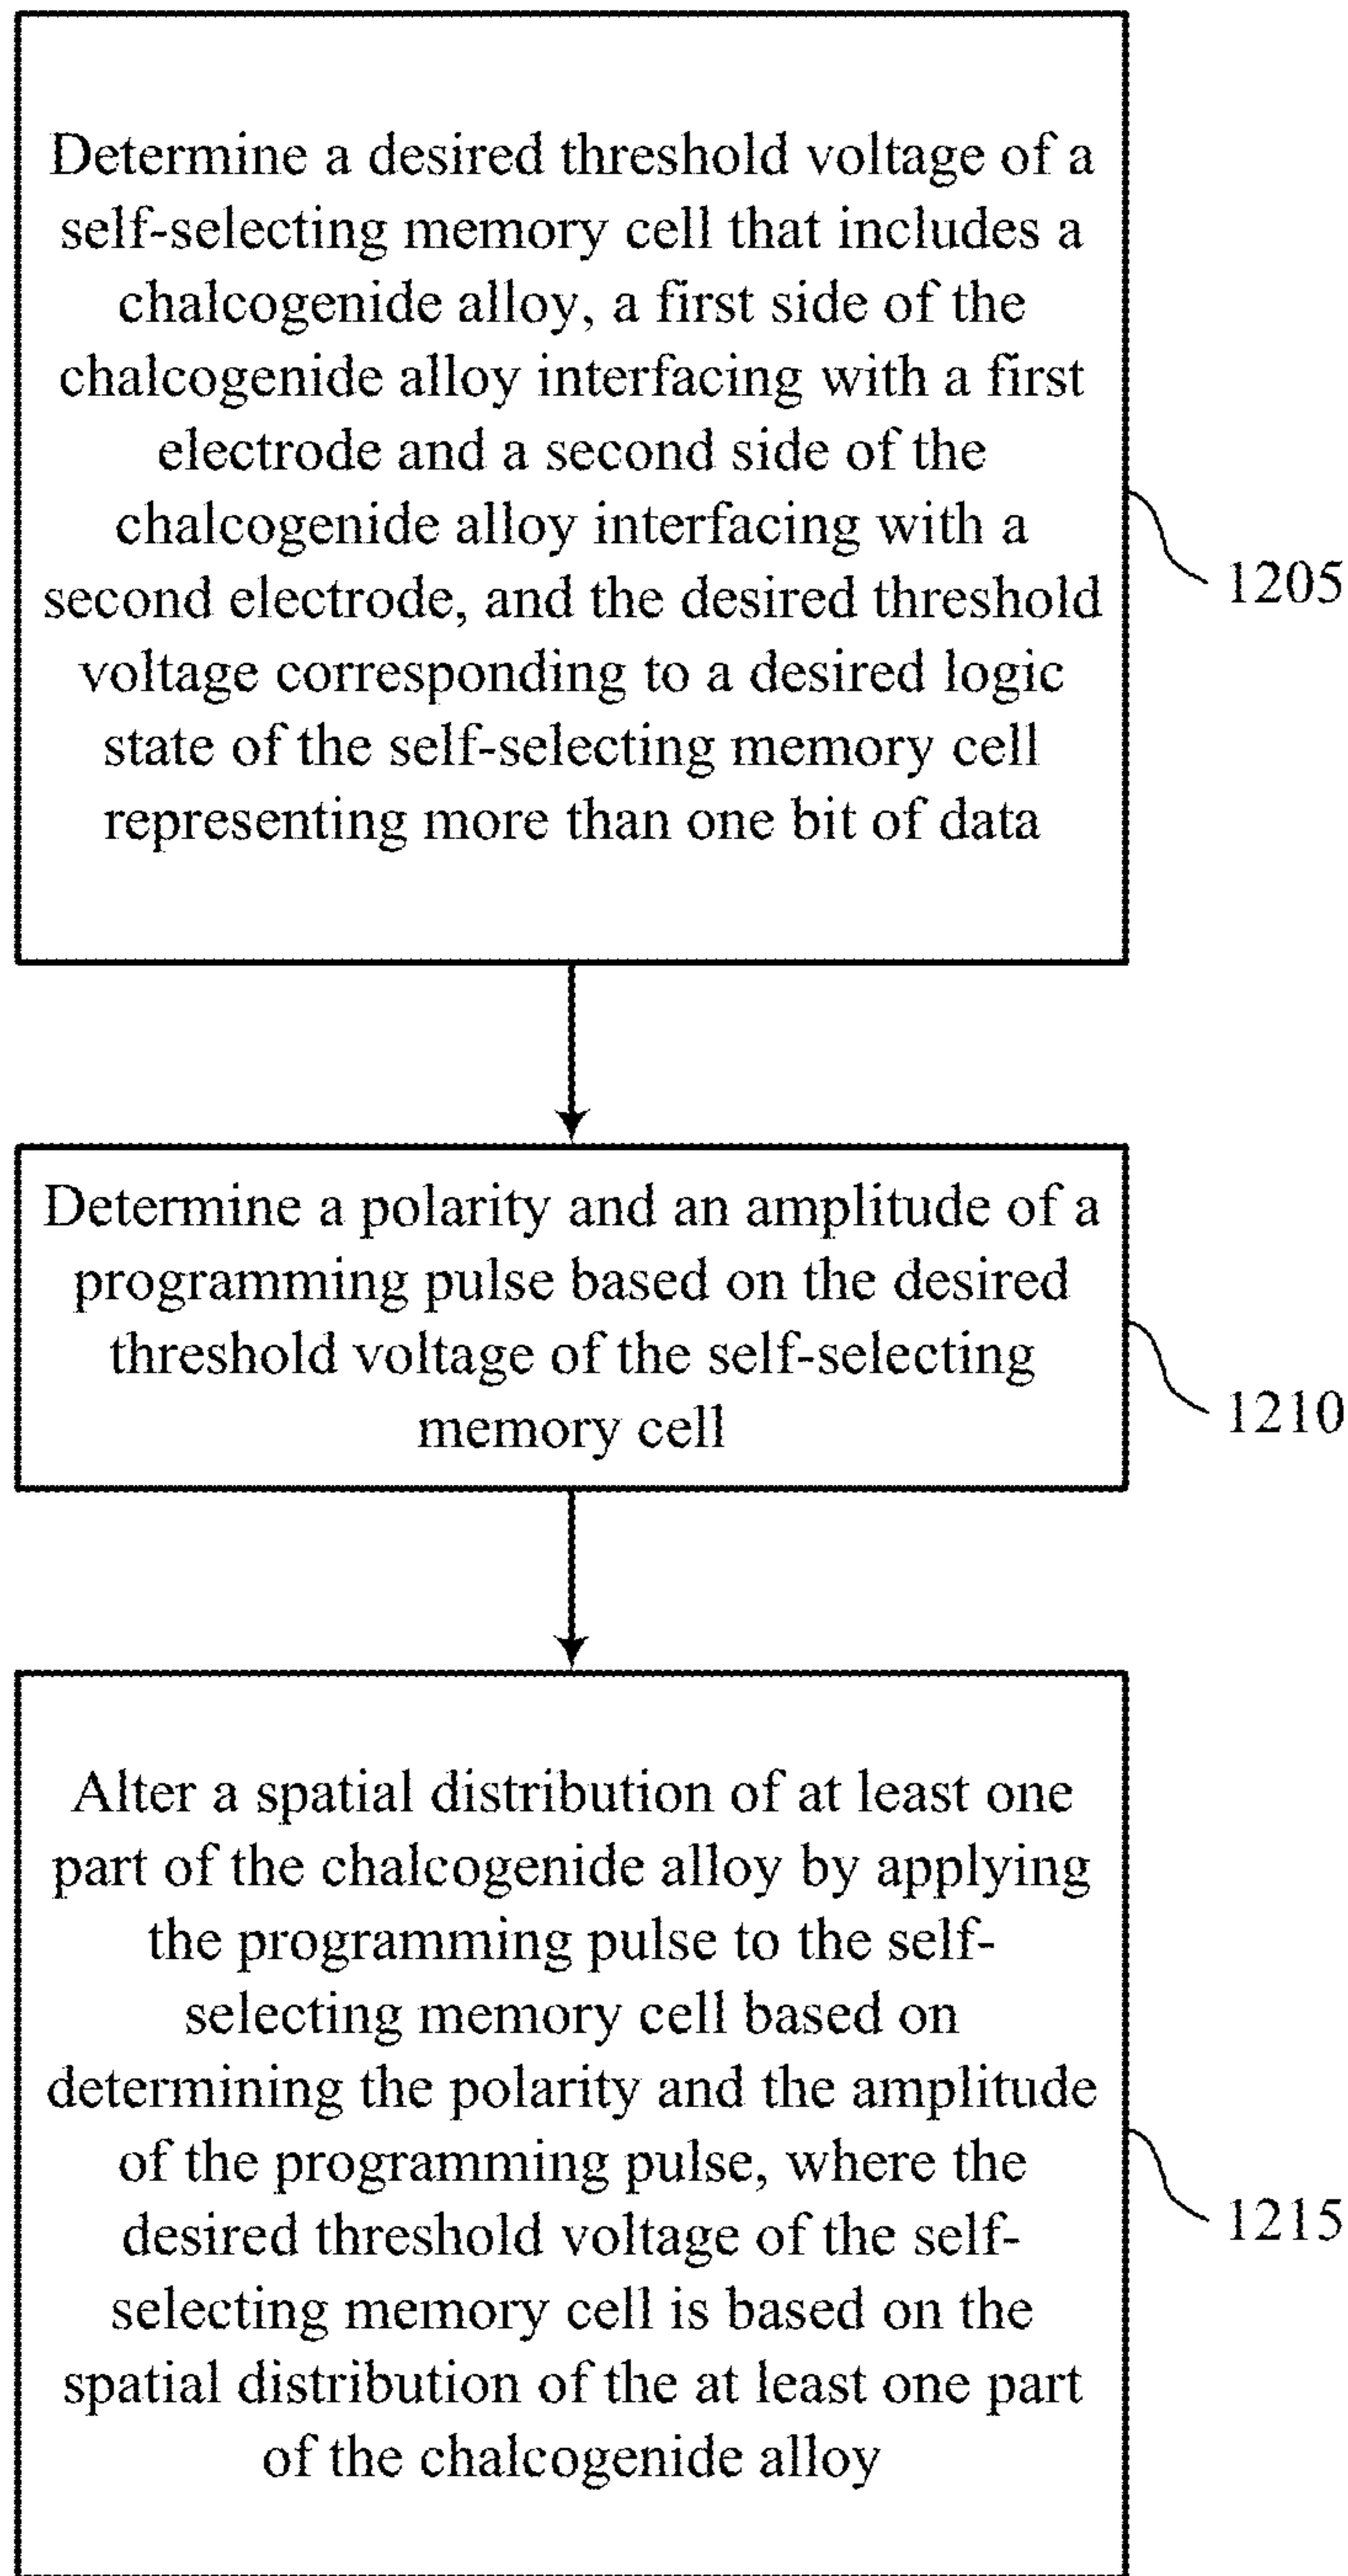 Determine a desired threshold voltage of a
self-selecting memory cell that includes a
chalcogenide alloy, a first side of the
chalcogenide alloy interfacing with a first
electrode and a second side of the
chalcogenide alloy interfacing with a
second electrode, and the desired threshold
voltage corresponding to a desired logic
state of the self-selecting memory cell
representing more than one bit of data
1205
Determine a polarity and an amplitude of a
programming pulse based on the desired
threshold voltage of the self-selecting
memory cell
1210
Alter a spatial distribution of at least one
part of the chalcogenide alloy by applying
the programming pulse to the self-
selecting memory cell based on
determining the polarity and the amplitude
of the programming pulse, where the
desired threshold voltage of the self-
selecting memory cell is based on the
spatial distribution of the at least one part
of the chalcogenide alloy
1215